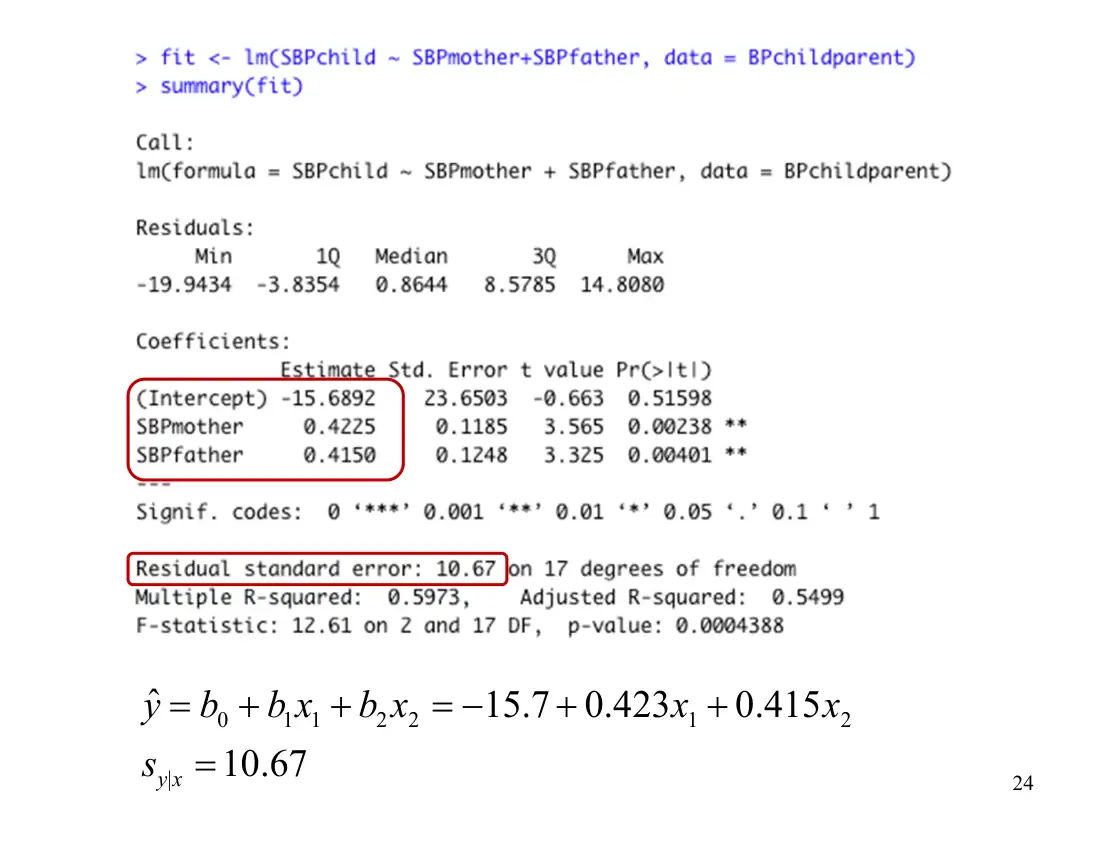 > fit <- lm(SBPchild ~ SBPmother+SBPfather, data = BPchildparent)
> summary(fit)
Call:
lm(formula = SBPchild ~ SBPmother + SBPfather, data = BPchildparent)
Residuals:
Min 1Q Median 3Q Max
-19.9434 -3.8354 0.8644 8.5785 14.8080
Coefficients:
Estimate Std. Error t value Pr(>|t|)
(Intercept) -15.6892 23.6503 -0.663 0.51598
SBPmother 0.4225 0.1185 3.565 0.00238 **
SBPfather 0.4150 0.1248 3.325 0.00401 **
---
Signif. codes: 0 ‘***’ 0.001 ‘**’ 0.01 ‘*’ 0.05 ‘.’ 0.1 ‘ ’ 1
Residual standard error: 10.67 on 17 degrees of freedom
Multiple R-squared: 0.5973, Adjusted R-squared: 0.5499
F-statistic: 12.61 on 2 and 17 DF, p-value: 0.0004388
ŷ = b₀ + b₁x₁ + b₂x₂ = −15.7 + 0.423x₁ + 0.415x₂
s_y|x = 10.67
24